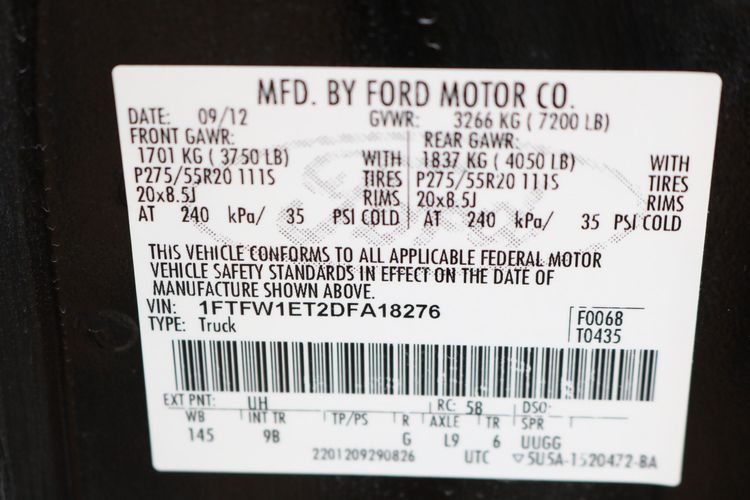 MFD. BY FORD MOTOR CO.
DATE: 09/12 GVWR: 3266 KG ( 7200 LB)
FRONT GAWR: REAR GAWR:
1701 KG ( 3750 LB) WITH 1837 KG ( 4050 LB) WITH
P275/55R20 111S TIRES P275/55R20 111S TIRES
20x8.5J RIMS 20x8.5J RIMS
AT 240 kPa/ 35 PSI COLD AT 240 kPa/ 35 PSI COLD
THIS VEHICLE CONFORMS TO ALL APPLICABLE FEDERAL MOTOR
VEHICLE SAFETY STANDARDS IN EFFECT ON THE DATE OF
MANUFACTURE SHOWN ABOVE.
VIN: 1FTFW1ET2DFA18276 F0068
TYPE: Truck T0435
EXT PNT: UH RC: 58 DSO:
WB INT TR TP/PS R AXLE TR SPR
145 9B G L9 6 UUGG
2201209290826 UTC 5U5A-1520472-BA